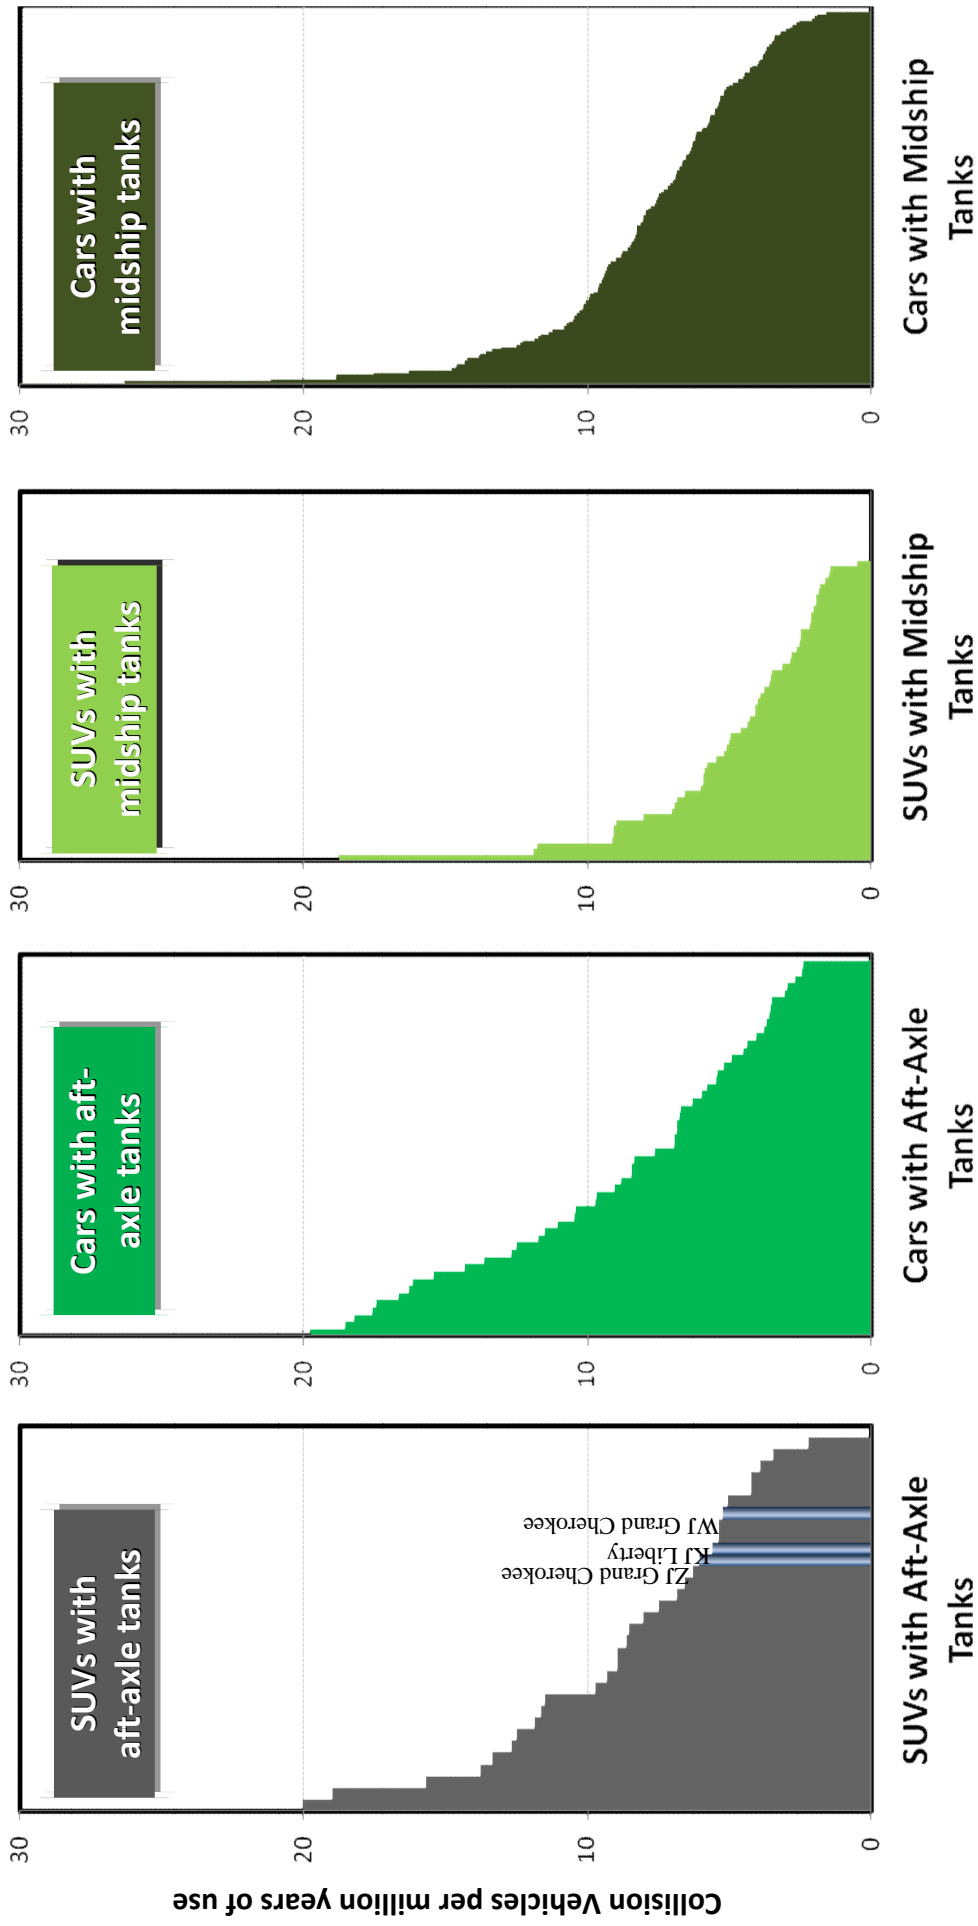 Collision Vehicles per million years of use
30
20
10
0
SUVs with
aft-axle tanks
ZJ Grand Cherokee
KJ Liberty
WJ Grand Cherokee
SUVs with Aft-Axle
Tanks
30
20
10
0
Cars with aft-
axle tanks
Cars with Aft-Axle
Tanks
30
20
10
0
SUVs with
midship tanks
SUVs with Midship
Tanks
30
20
10
0
Cars with
midship tanks
Cars with Midship
Tanks